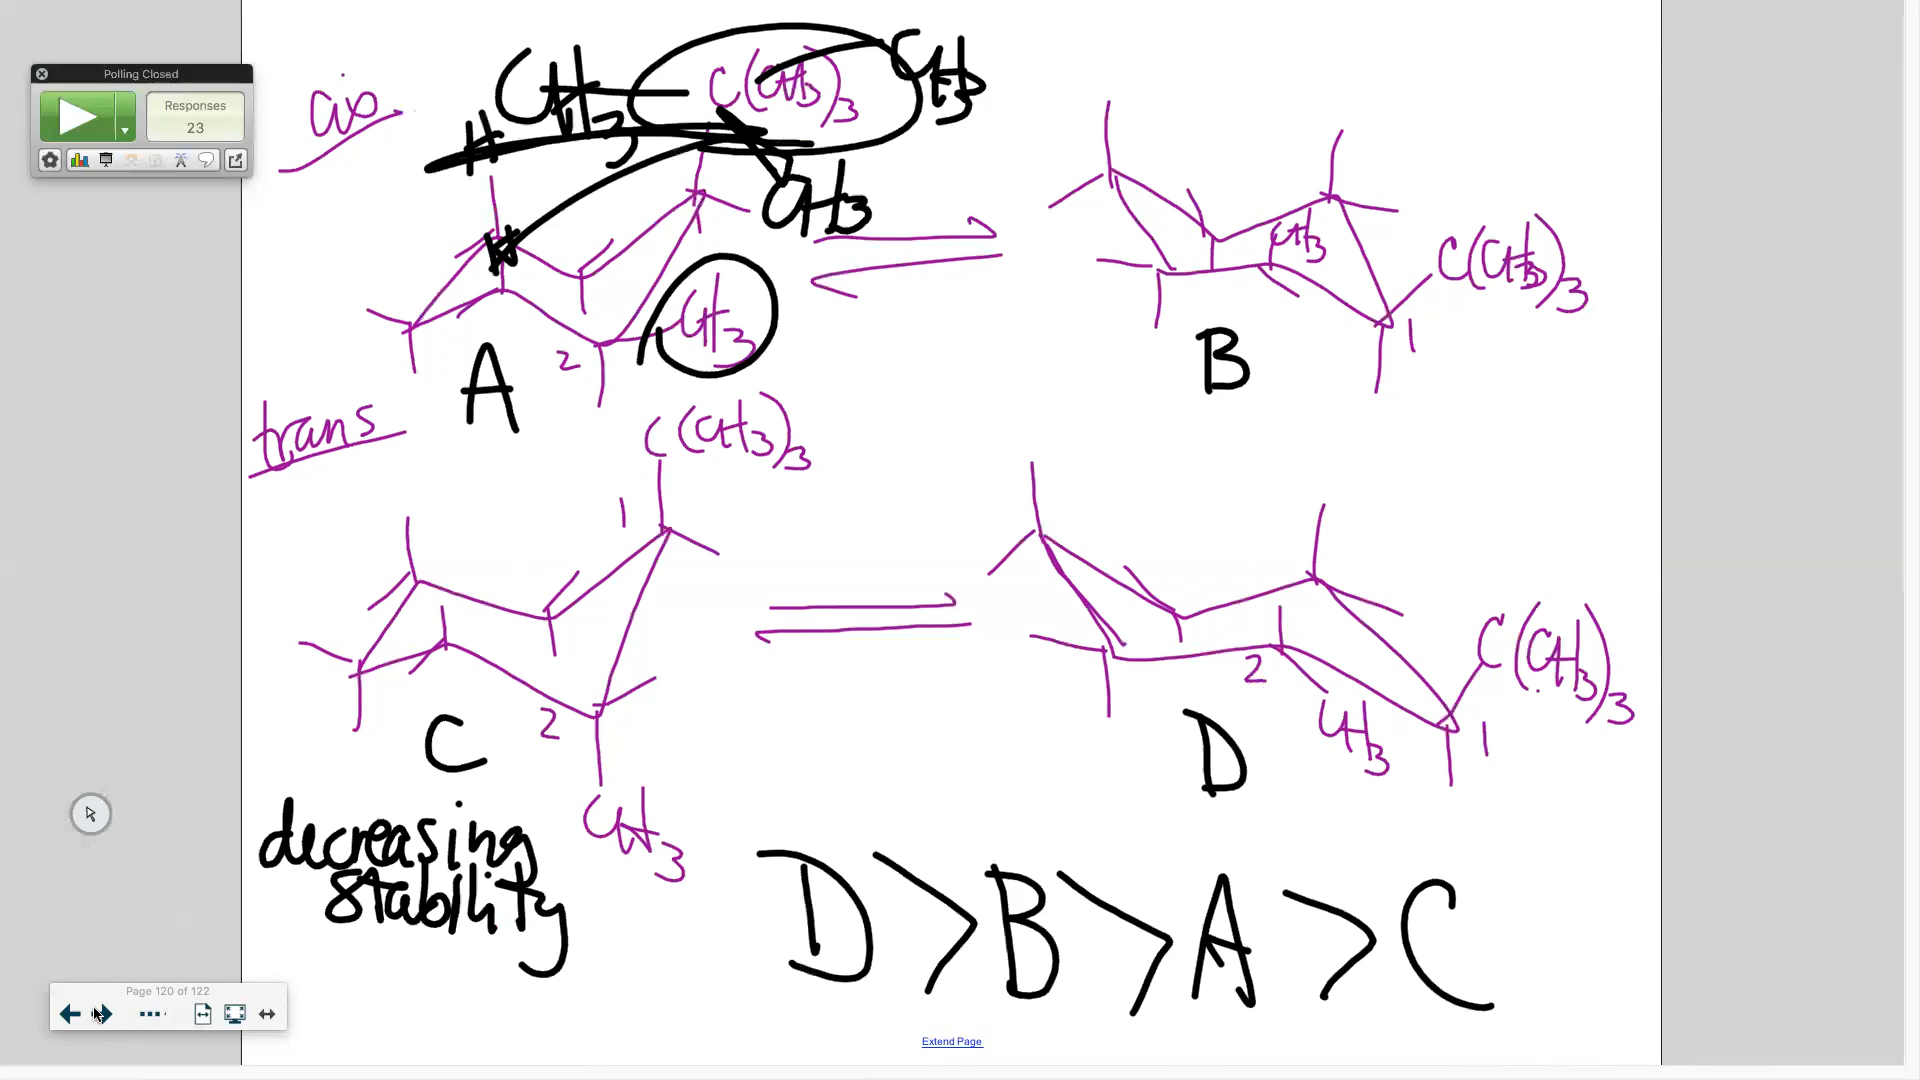 Polling Closed
Responses
23
cis
CH3
C(CH3)3
CH3
H
H
CH3
CH3
2
A
CH3
C(CH3)3
1
B
trans
C(CH3)3
1
2
C
CH3
2
CH3
C(CH3)3
1
D
decreasing
stability
D > B > A > C
Page 120 of 122
Extend Page